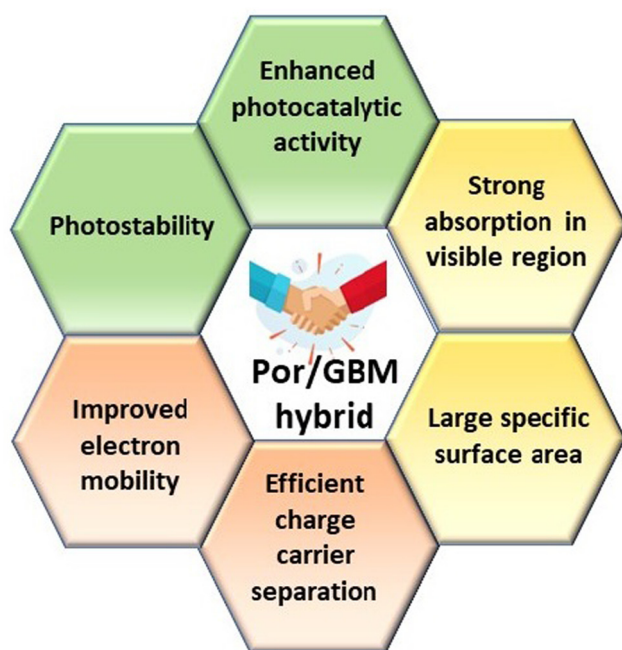 Enhanced
photocatalytic
activity
Strong
absorption in
visible region
Photostability
Por/GBM
hybrid
Large specific
surface area
Improved
electron
mobility
Efficient
charge
carrier
separation